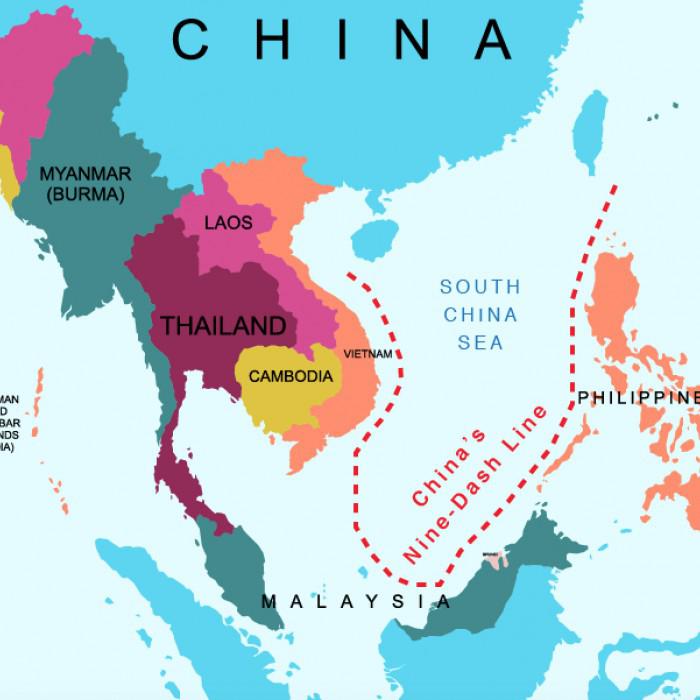 CHINA
MYANMAR
(BURMA)
LAOS
SOUTH
CHINA
SEA
THAILAND
VIETNAM
CAMBODIA
PHILIPPINE
MAN
D
BAR
NDS
IA)
China's
Nine-Dash Line
MALAYSIA